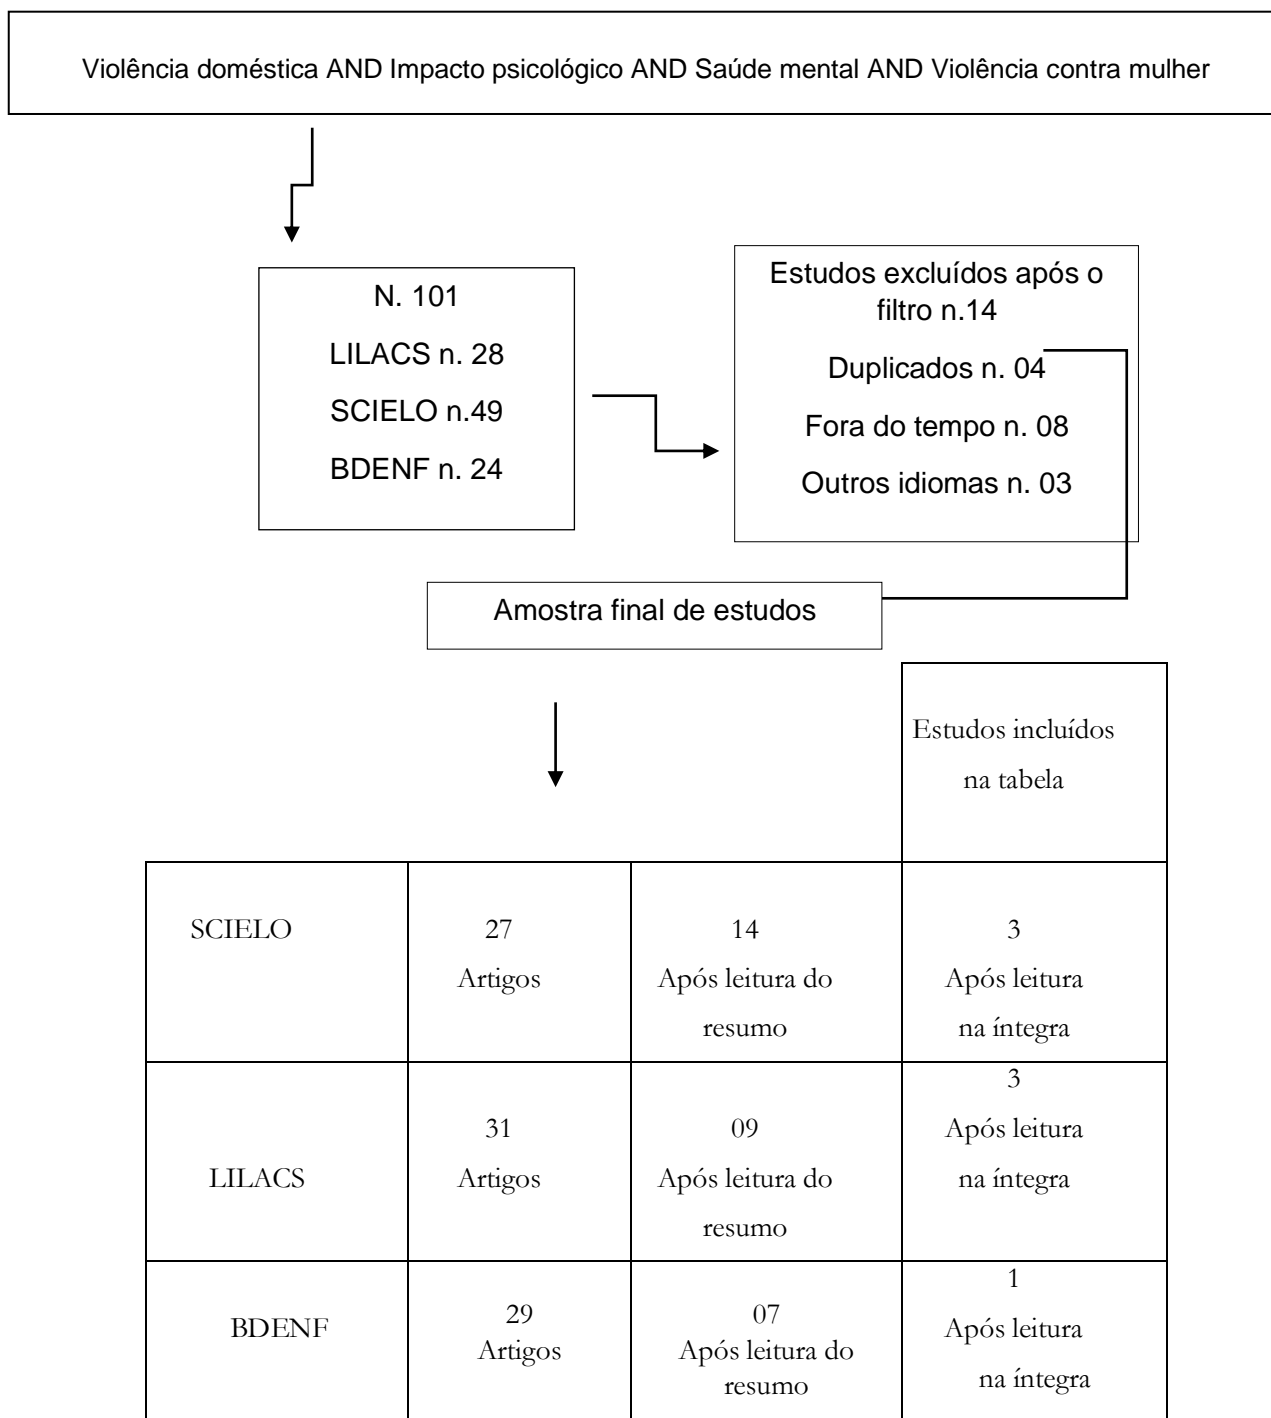 Violência doméstica AND Impacto psicológico AND Saúde mental AND Violência contra mulher
N. 101
LILACS n. 28
SCIELO n.49
BDENF n. 24
Estudos excluídos após o
filtro n.14
Duplicados n. 04
Fora do tempo n. 08
Outros idiomas n. 03
Amostra final de estudos
Estudos incluídos
na tabela
SCIELO
27
Artigos
14
Após leitura do
resumo
3
Após leitura
na íntegra
LILACS
31
Artigos
09
Após leitura do
resumo
3
Após leitura
na íntegra
BDENF
29
Artigos
07
Após leitura do
resumo
1
Após leitura
na íntegra